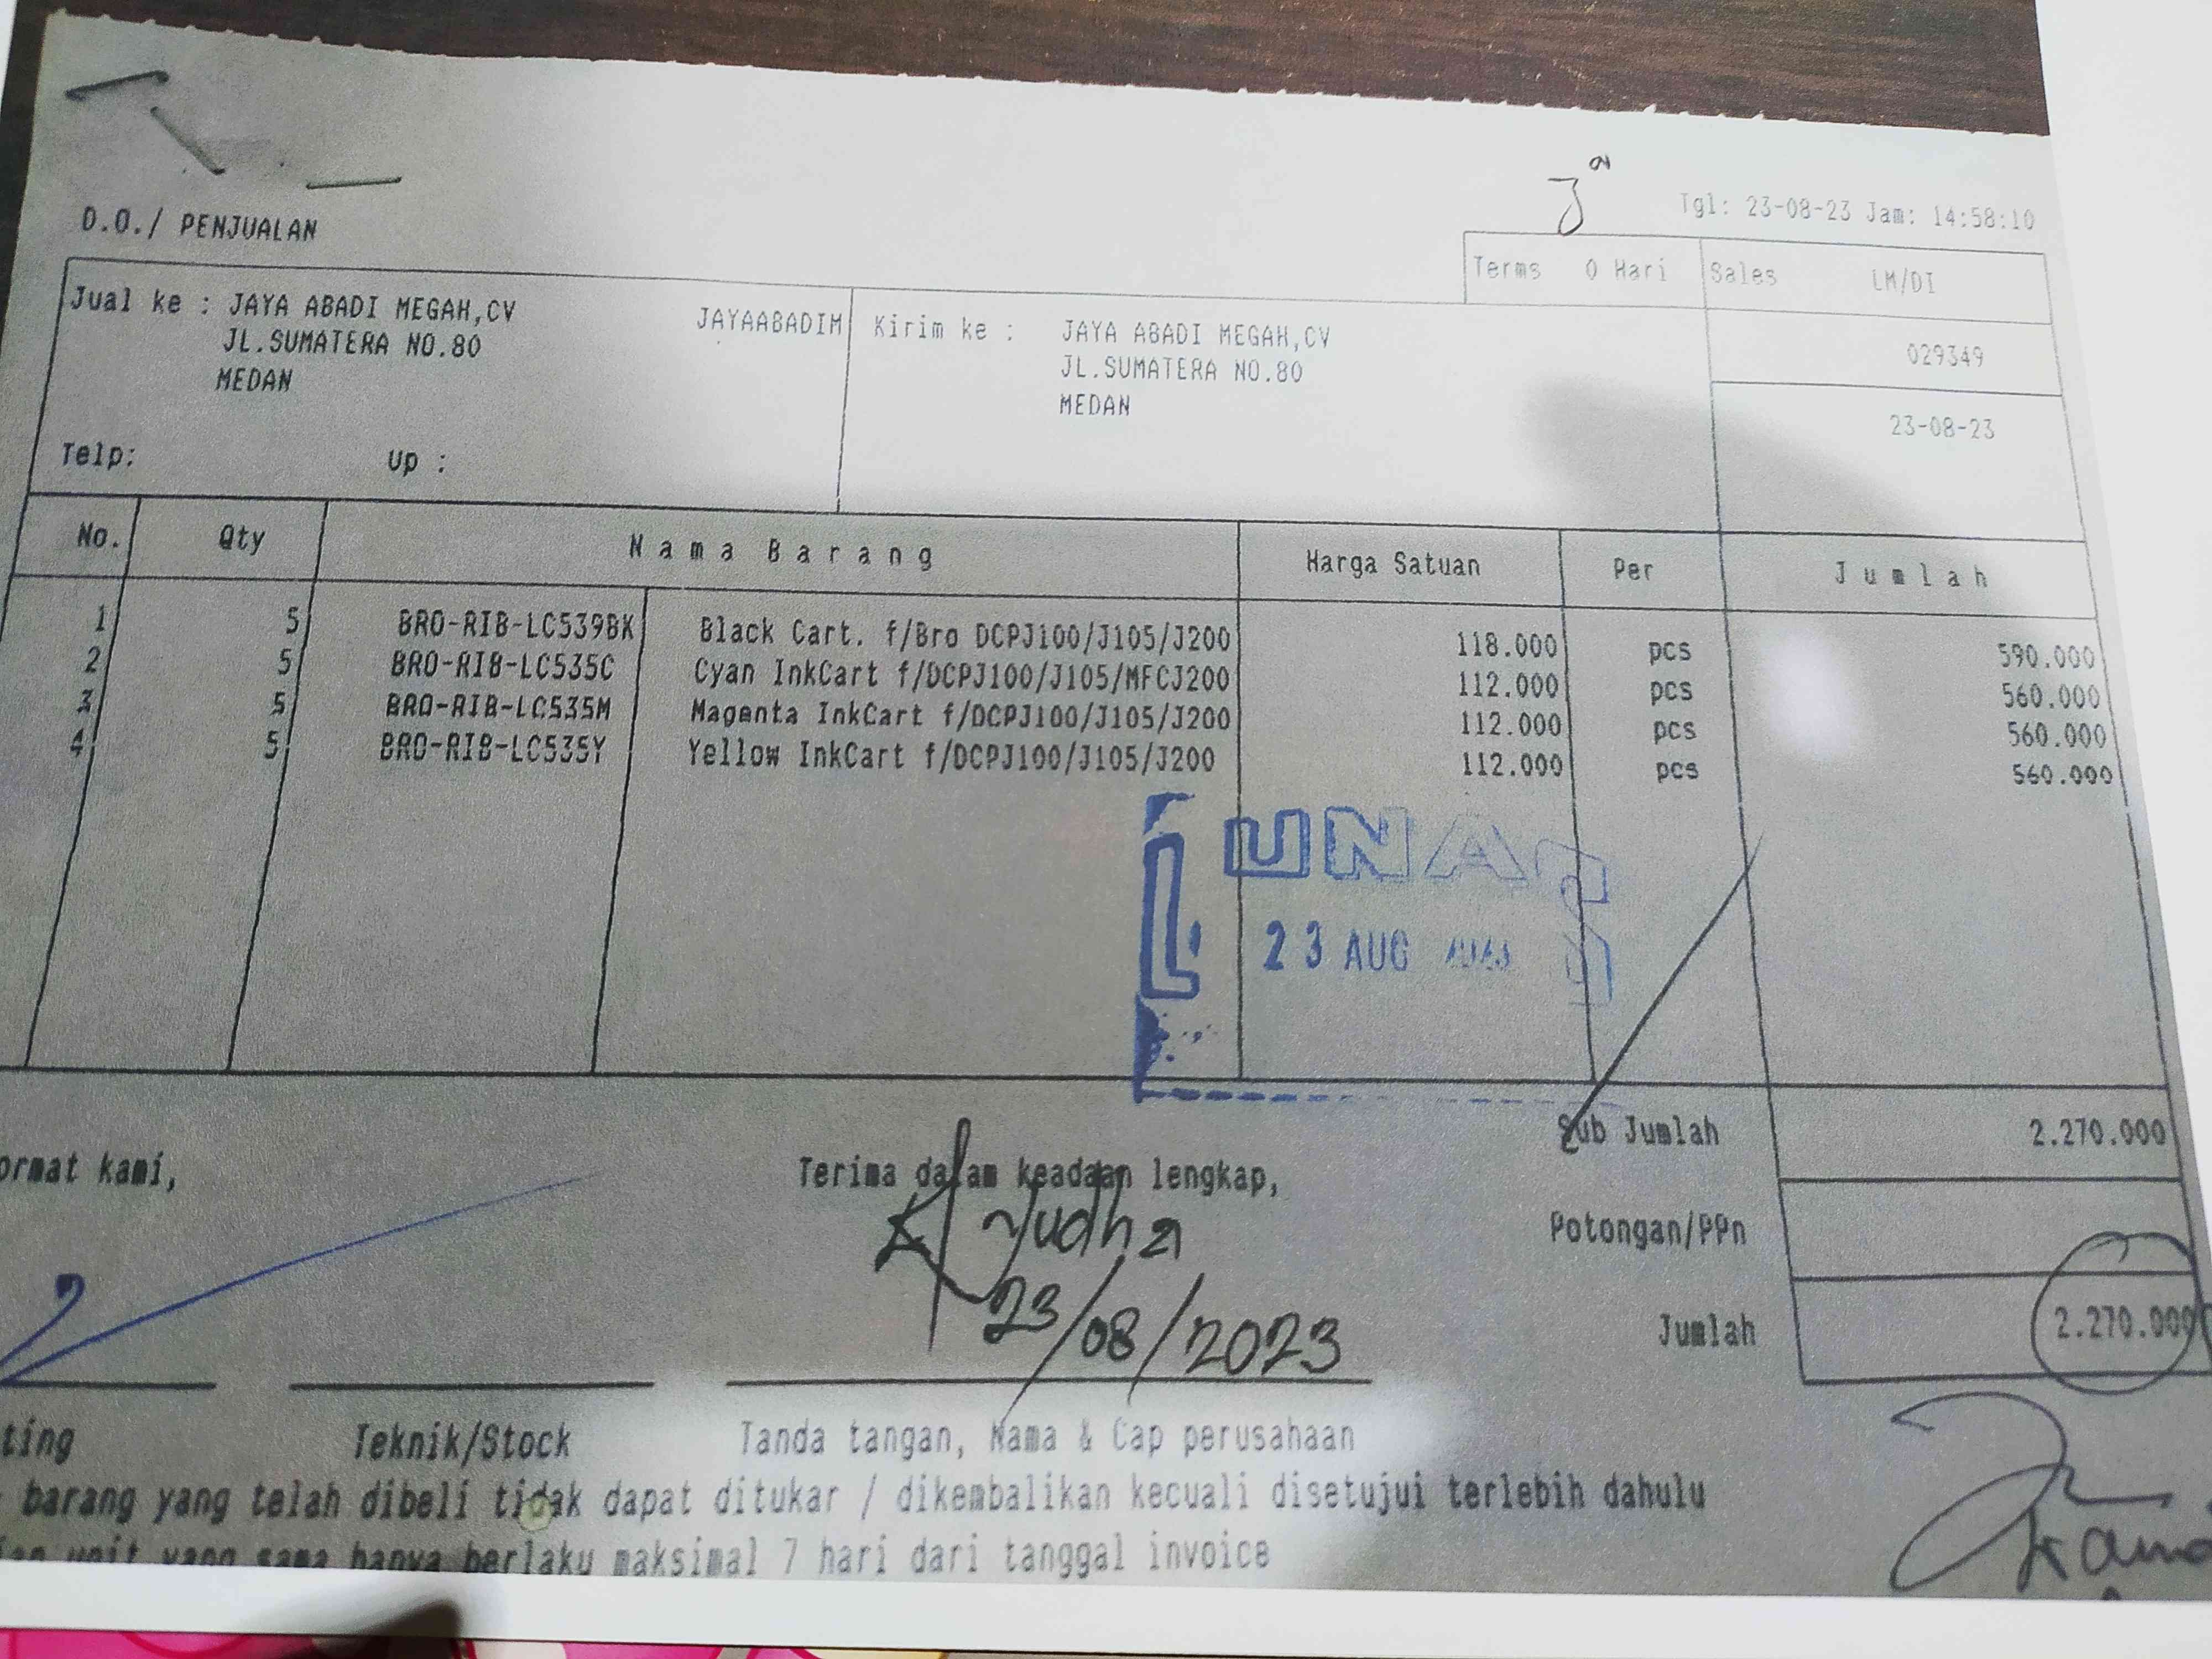 Tgl: 23-08-23 Jam: 14:58:10
D.O./ PENJUALAN
Terms 0 Hari Sales LM/DI
Jual ke : JAYA ABADI MEGAH,CV JAYAABADIM Kirim ke : JAYA ABADI MEGAH,CV
JL.SUMATERA NO.80 JL.SUMATERA NO.80 029349
MEDAN MEDAN 23-08-23
Telp: Up :
No. Qty Nama Barang Harga Satuan Per Jumlah
1 5 BRO-RIB-LC539BK Black Cart. f/Bro DCPJ100/J105/J200 118.000 pcs 590.000
2 5 BRO-RIB-LC535C Cyan InkCart f/DCPJ100/J105/MFCJ200 112.000 pcs 560.000
3 5 BRO-RIB-LC535M Magenta InkCart f/DCPJ100/J105/J200 112.000 pcs 560.000
4 5 BRO-RIB-LC535Y Yellow InkCart f/DCPJ100/J105/J200 112.000 pcs 560.000
LUNAS
23 AUG
Sub Jumlah 2.270.000
ormat kami, Terima dalam keadaan lengkap,
Yudha
Potongan/PPn
23/08/2023
Jumlah 2.270.000
ting Teknik/Stock Tanda tangan, Nama & Cap perusahaan
barang yang telah dibeli tidak dapat ditukar / dikembalikan kecuali disetujui terlebih dahulu
unit yang sama hanya berlaku maksimal 7 hari dari tanggal invoice